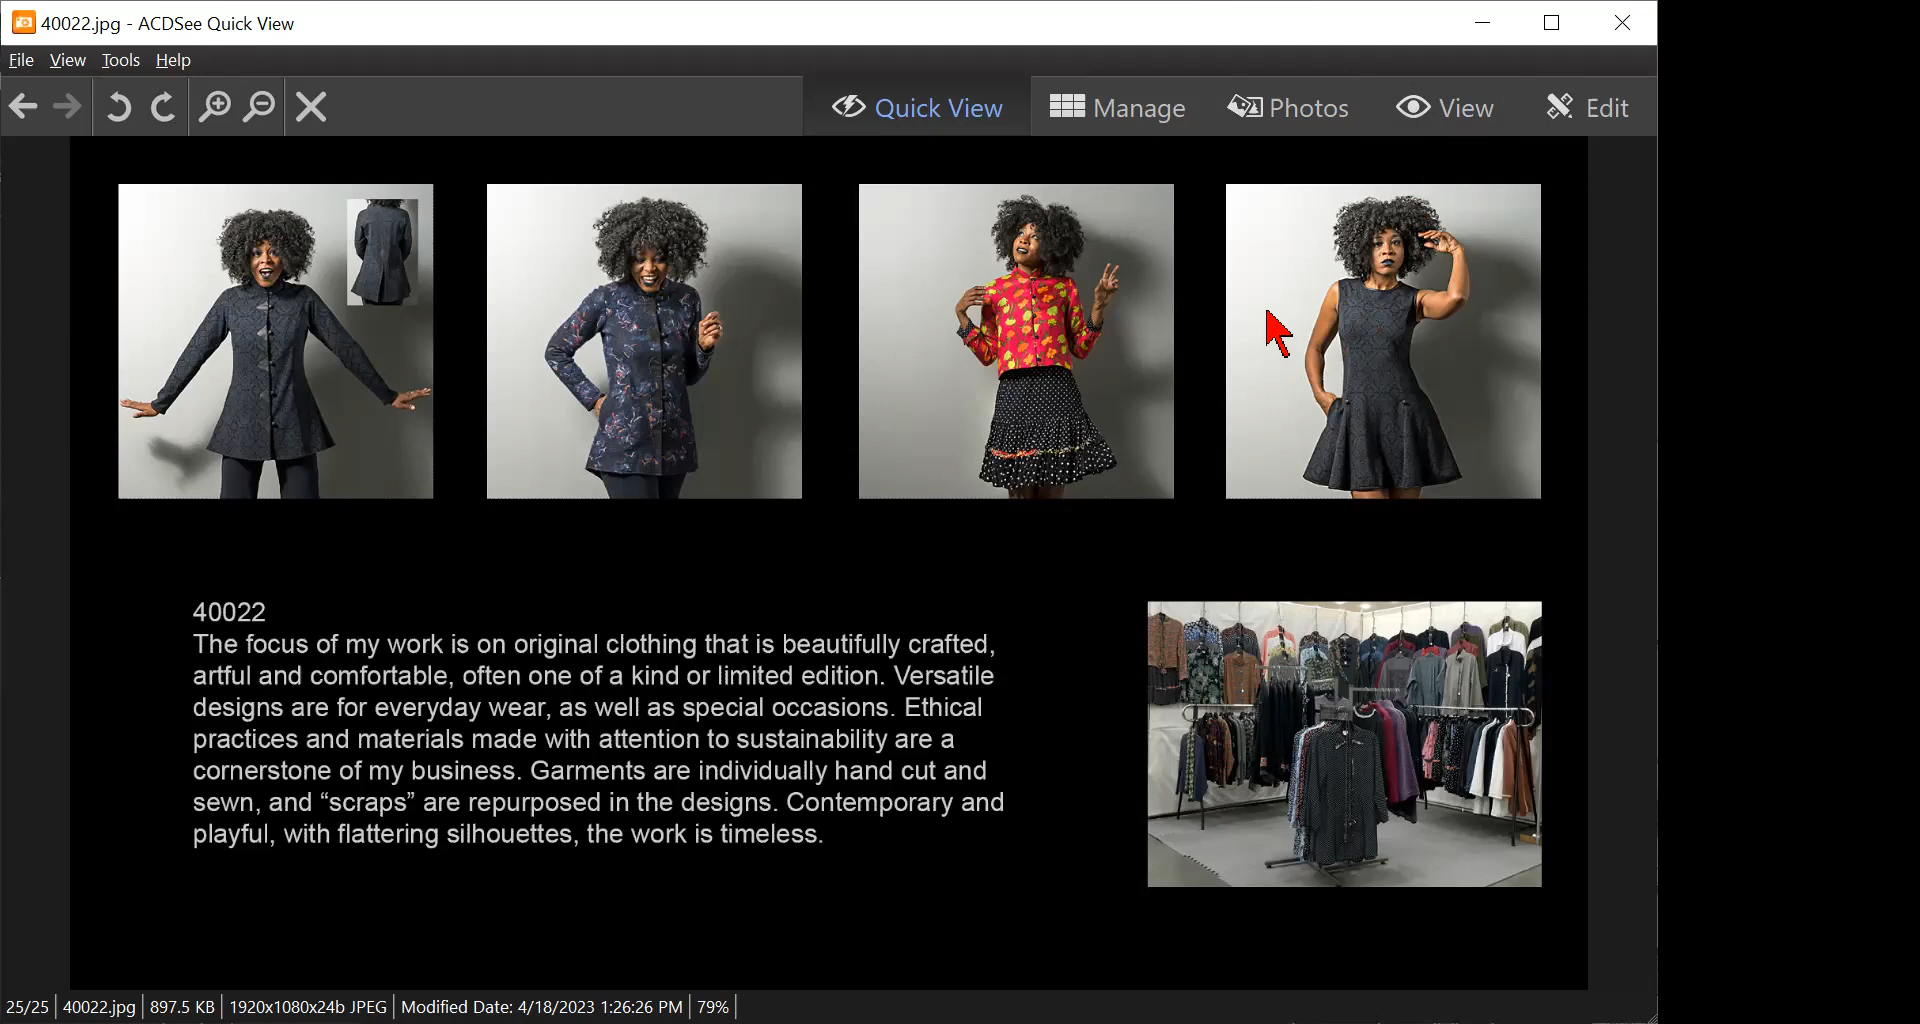 40022.jpg - ACDSee Quick View
File View Tools Help
Quick View Manage Photos View Edit
40022
The focus of my work is on original clothing that is beautifully crafted,
artful and comfortable, often one of a kind or limited edition. Versatile
designs are for everyday wear, as well as special occasions. Ethical
practices and materials made with attention to sustainability are a
cornerstone of my business. Garments are individually hand cut and
sewn, and “scraps” are repurposed in the designs. Contemporary and
playful, with flattering silhouettes, the work is timeless.
25/25 40022.jpg 897.5 KB 1920x1080x24b JPEG Modified Date: 4/18/2023 1:26:26 PM 79%